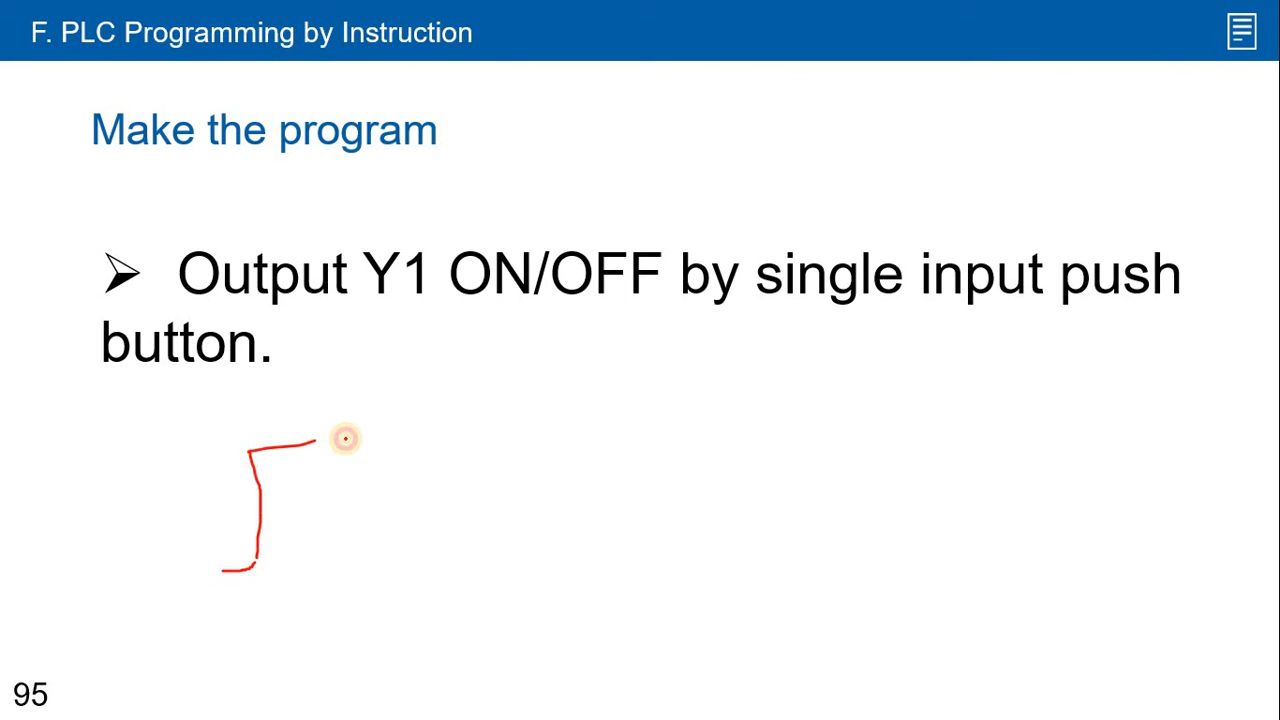 F. PLC Programming by Instruction
Make the program
➢ Output Y1 ON/OFF by single input push
button.
95